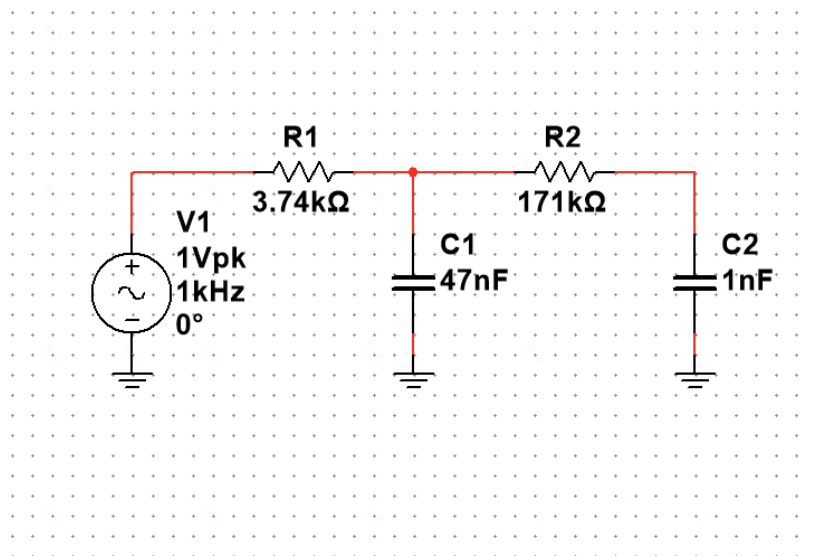 R1
3.74kΩ
R2
171kΩ
V1
1Vpk
1kHz
0°
C1
47nF
C2
1nF